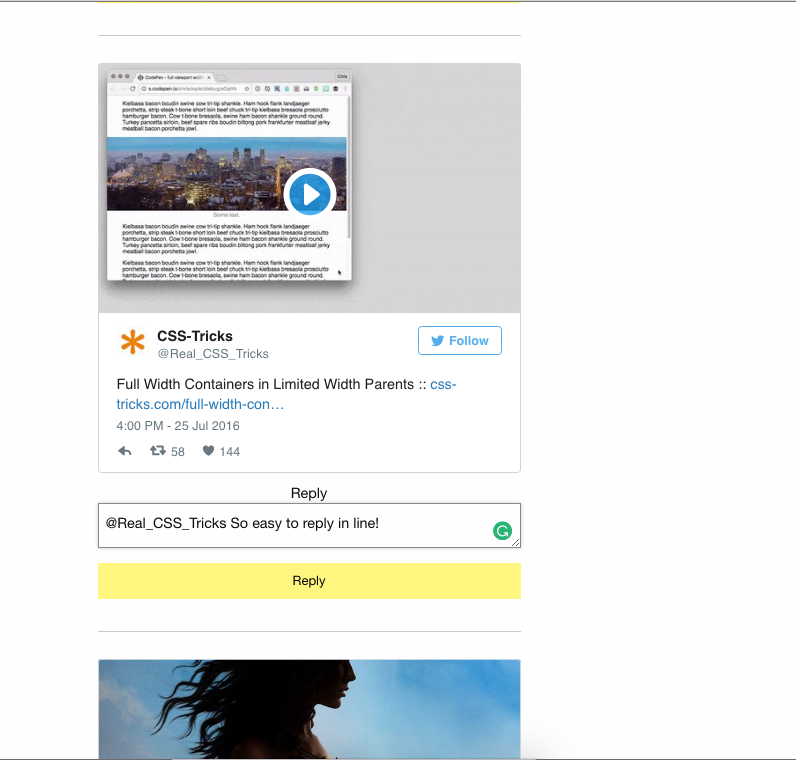 CodePen - full-viewport widt
Chris
Kielbasa bacon boudin swine cow tri-tip shankle. Ham hock flank landjaeger
porchetta, strip steak t-bone short loin beef chuck tri-tip kielbasa bresaola prosciutto
hamburger bacon. Cow t-bone bresaola, swine ham bacon shankle ground round.
Turkey pancetta sirloin, beef spare ribs boudin biltong pork frankfurter meatloaf jerky
meatball bacon porchetta jowl.
Some text.
Kielbasa bacon boudin swine cow tri-tip shankle. Ham hock flank landjaeger
porchetta, strip steak t-bone short loin beef chuck tri-tip kielbasa bresaola prosciutto
hamburger bacon. Cow t-bone bresaola, swine ham bacon shankle ground round.
Turkey pancetta sirloin, beef spare ribs boudin biltong pork frankfurter meatloaf jerky
meatball bacon porchetta jowl.
Kielbasa bacon boudin swine cow tri-tip shankle. Ham hock flank landjaeger
porchetta, strip steak t-bone short loin beef chuck tri-tip kielbasa bresaola prosciutto
hamburger bacon. Cow t-bone bresaola, swine ham bacon shankle ground round.
CSS-Tricks
@Real_CSS_Tricks
Follow
Full Width Containers in Limited Width Parents :: css-
tricks.com/full-width-con…
4:00 PM - 25 Jul 2016
58 144
Reply
@Real_CSS_Tricks So easy to reply in line!
Reply